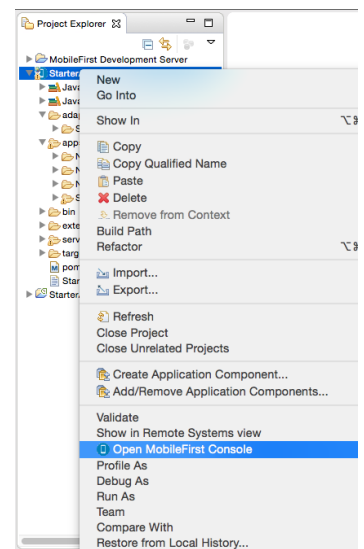 Project Explorer
MobileFirst Development Server
Starter
Java
Java
ada
S
app
N
N
N
S
bin
exte
serv
targ
pom
Star
Starter
New
Go Into
Show In
Copy
Copy Qualified Name
Paste
Delete
Remove from Context
Build Path
Refactor
Import...
Export...
Refresh
Close Project
Close Unrelated Projects
Create Application Component...
Add/Remove Application Components...
Validate
Show in Remote Systems view
Open MobileFirst Console
Profile As
Debug As
Run As
Team
Compare With
Restore from Local History...